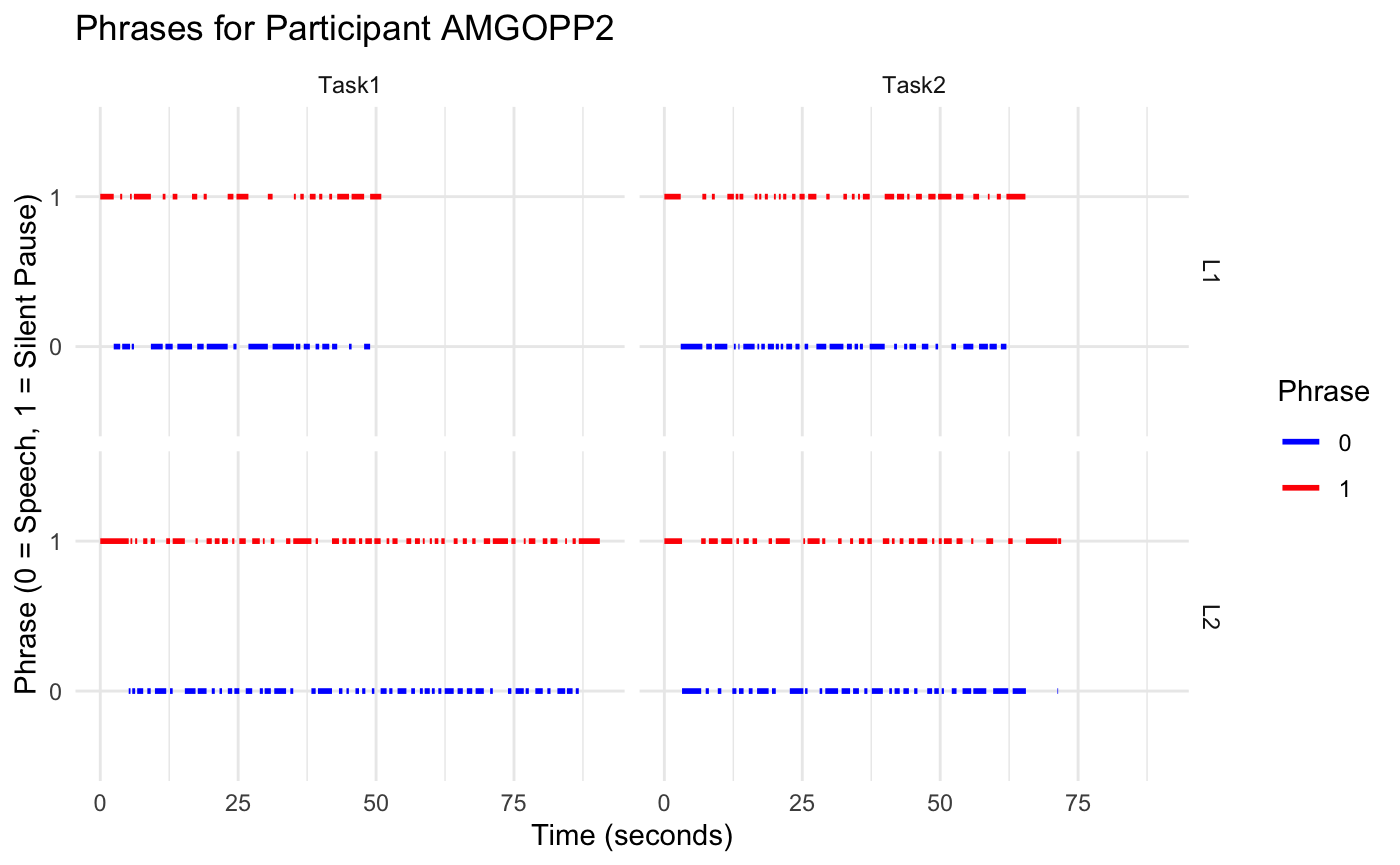 Phrases for Participant AMGOPP2
Task1
Task2
Phrase (0 = Speech, 1 = Silent Pause)
1
0
L1
1
0
L2
0
25
50
75
0
25
50
75
Time (seconds)
Phrase
0
1